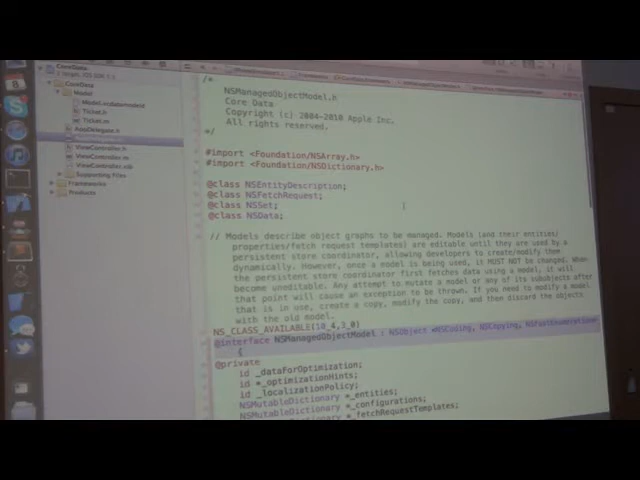 CoreData
CoreData
Model
Model.xcdatamodeld
Ticket.h
Ticket.m
AppDelegate.h
ViewController.h
ViewController.m
ViewController.xib
Supporting Files
Frameworks
Products
/*
NSManagedObjectModel.h
Core Data
Copyright (c) 2004-2010 Apple Inc.
All rights reserved.
*/
#import <Foundation/NSArray.h>
#import <Foundation/NSDictionary.h>
@class NSEntityDescription;
@class NSFetchRequest;
@class NSSet;
@class NSData;
// Models describe object graphs to be managed. Models (and their entities/
properties/fetch request templates) are editable until they are used by a
persistent store coordinator, allowing developers to create/modify them
dynamically. However, once a model is being used, it MUST NOT be changed. When
the persistent store coordinator first fetches data using a model, it will
become uneditable. Any attempt to mutate a model or any of its subobjects after
that point will cause an exception to be thrown. If you need to modify a model
that is in use, create a copy, modify the copy, and then discard the objects
with the old model.
NS_CLASS_AVAILABLE(10_4,3_0)
@interface NSManagedObjectModel : NSObject <NSCoding, NSCopying, NSFastEnumeration>
{
@private
id _dataForOptimization;
id *_optimizationHints;
id _localizationPolicy;
NSMutableDictionary *_entities;
NSMutableDictionary *_configurations;
NSMutableDictionary *_fetchRequestTemplates;